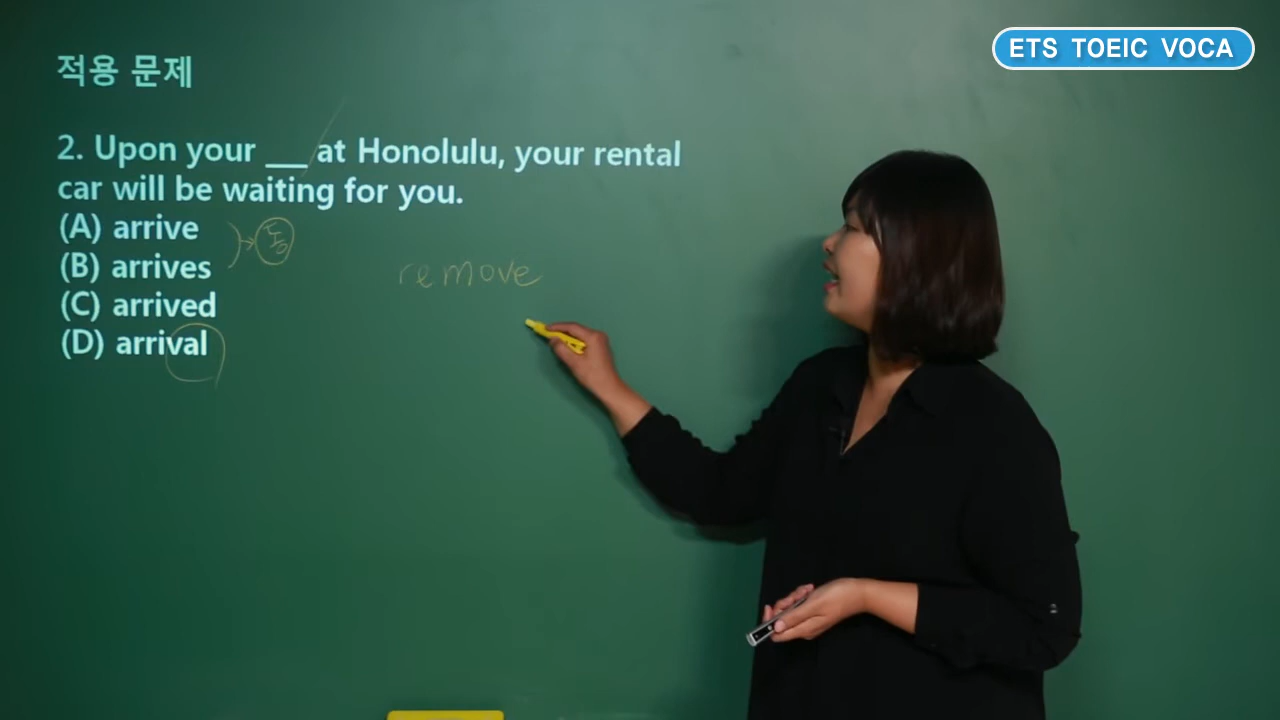 ETS TOEIC VOCA
적용 문제
2. Upon your ___ at Honolulu, your rental
car will be waiting for you.
(A) arrive
(B) arrives
동
(C) arrived
(D) arrival
remove